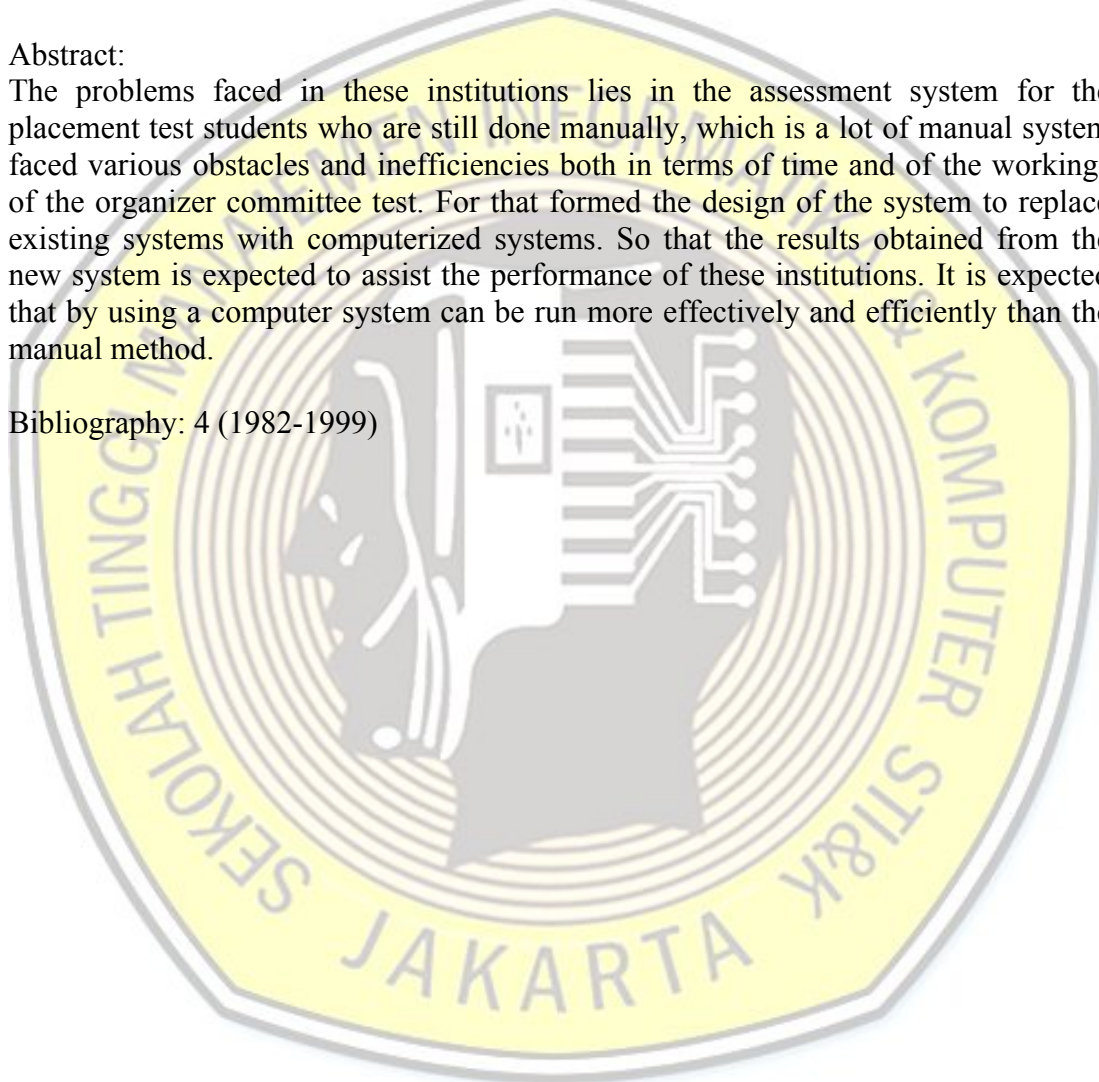 Abstract:
The problems faced in these institutions lies in the assessment system for the
placement test students who are still done manually, which is a lot of manual system
faced various obstacles and inefficiencies both in terms of time and of the working
of the organizer committee test. For that formed the design of the system to replace
existing systems with computerized systems. So that the results obtained from the
new system is expected to assist the performance of these institutions. It is expected
that by using a computer system can be run more effectively and efficiently than the
manual method.
Bibliography: 4 (1982-1999)
SEKOLAH TINGGI MANAJEMEN INFORMATIKA & KOMPUTER STI&K
JAKARTA